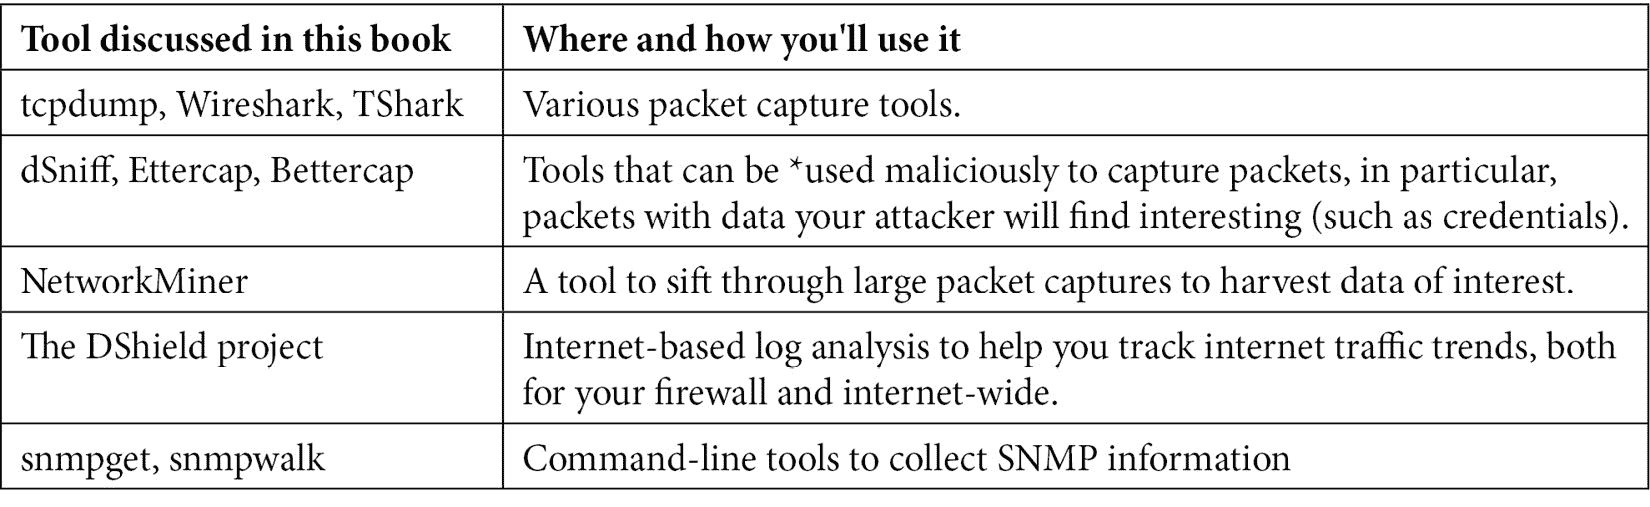 Tool discussed in this book
Where and how you'll use it
tcpdump, Wireshark, TShark
Various packet capture tools.
dSniff, Ettercap, Bettercap
Tools that can be *used maliciously to capture packets, in particular,
packets with data your attacker will find interesting (such as credentials).
NetworkMiner
A tool to sift through large packet captures to harvest data of interest.
The DShield project
Internet-based log analysis to help you track internet traffic trends, both
for your firewall and internet-wide.
snmpget, snmpwalk
Command-line tools to collect SNMP information